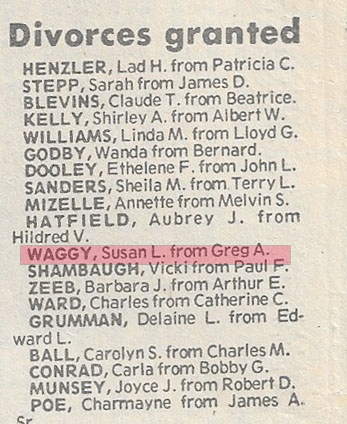 Divorces granted
HENZLER, Lad H. from Patricia C.
STEPP, Sarah from James D.
BLEVINS, Claude T. from Beatrice.
KELLY, Shirley A. from Albert W.
WILLIAMS, Linda M. from Lloyd G.
GODBY, Wanda from Bernard.
DOOLEY, Ethelene F. from John L.
SANDERS, Sheila M. from Terry L.
MIZELLE, Annette from Melvin S.
HATFIELD, Aubrey J. from
Hildred V.
WAGGY, Susan L. from Greg A.
SHAMBAUGH, Vicki from Paul F.
ZEEB, Barbara J. from Arthur E.
WARD, Charles from Catherine C.
GRUMMAN, Delaine L. from Ed-
ward L.
BALL, Carolyn S. from Charles M.
CONRAD, Carla from Bobby G.
MUNSEY, Joyce J. from Robert D.
POE, Charmayne from James A.
Sr.